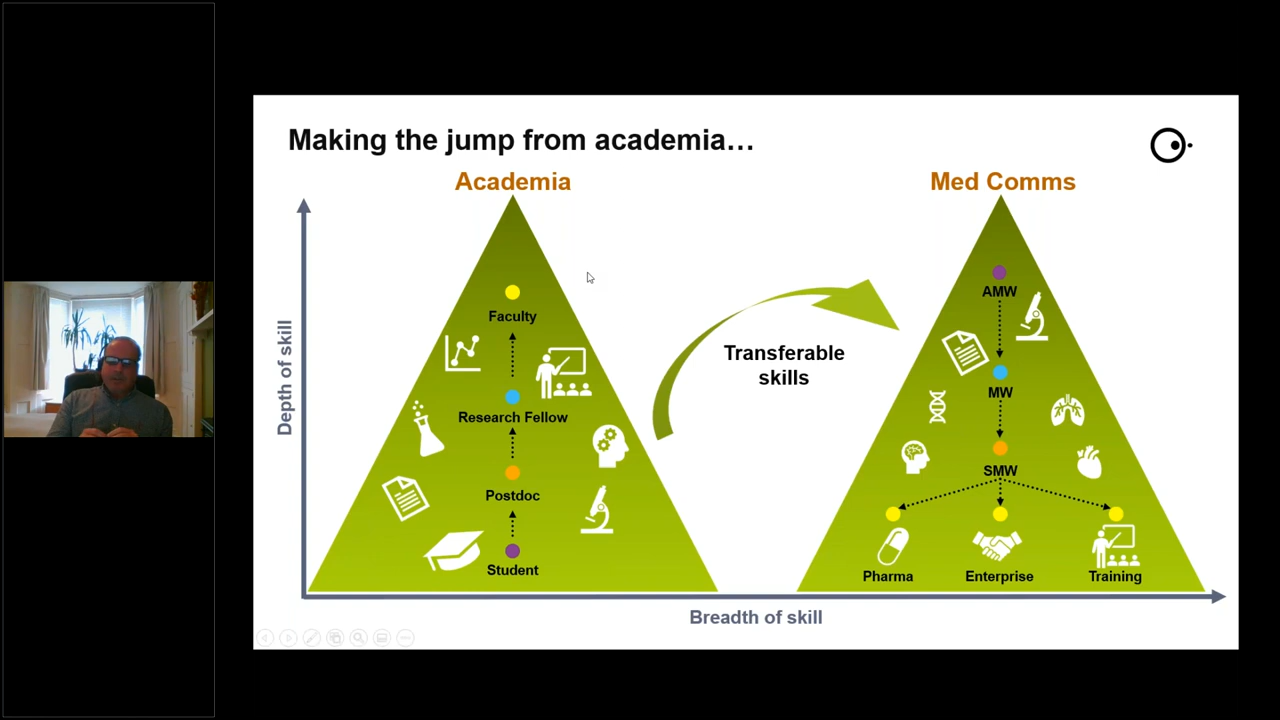 Making the jump from academia…
Academia
Med Comms
Depth of skill
Faculty
Research Fellow
Postdoc
Student
Transferable
skills
AMW
MW
SMW
Pharma
Enterprise
Training
Breadth of skill